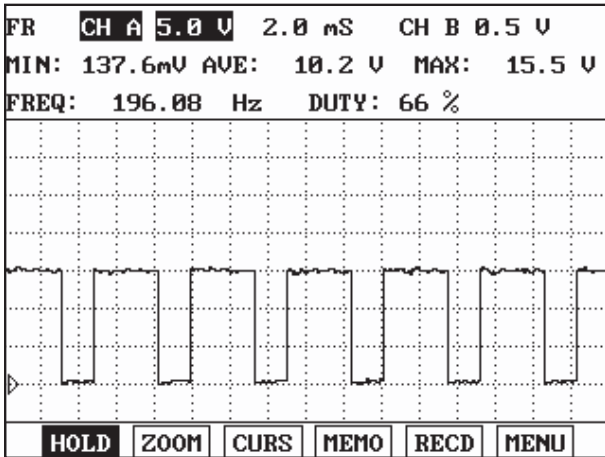 FR CH A 5.0 V 2.0 mS CH B 0.5 V
MIN: 137.6mV AVE: 10.2 V MAX: 15.5 V
FREQ: 196.08 Hz DUTY: 66 %
HOLD ZOOM CURS MEMO RECD MENU